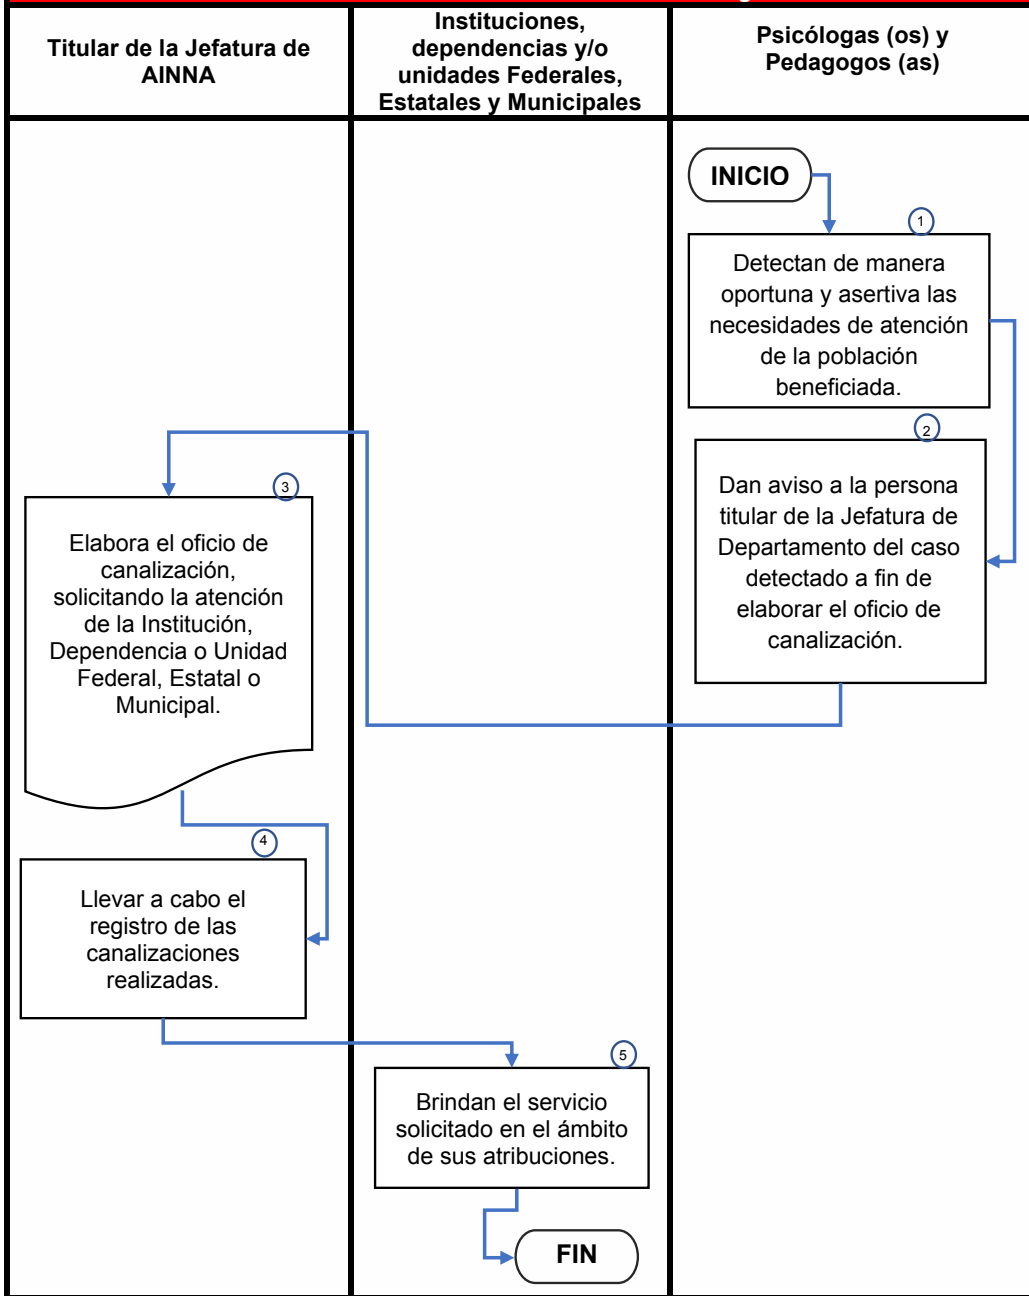 Titular de la Jefatura de
AINNA
Instituciones,
dependencias y/o
unidades Federales,
Estatales y Municipales
Psicólogas (os) y
Pedagogos (as)
INICIO
1
Detectan de manera
oportuna y asertiva las
necesidades de atención
de la población
beneficiada.
2
Dan aviso a la persona
titular de la Jefatura de
Departamento del caso
detectado a fin de
elaborar el oficio de
canalización.
3
Elabora el oficio de
canalización,
solicitando la atención
de la Institución,
Dependencia o Unidad
Federal, Estatal o
Municipal.
4
Llevar a cabo el
registro de las
canalizaciones
realizadas.
5
Brindan el servicio
solicitado en el ámbito
de sus atribuciones.
FIN